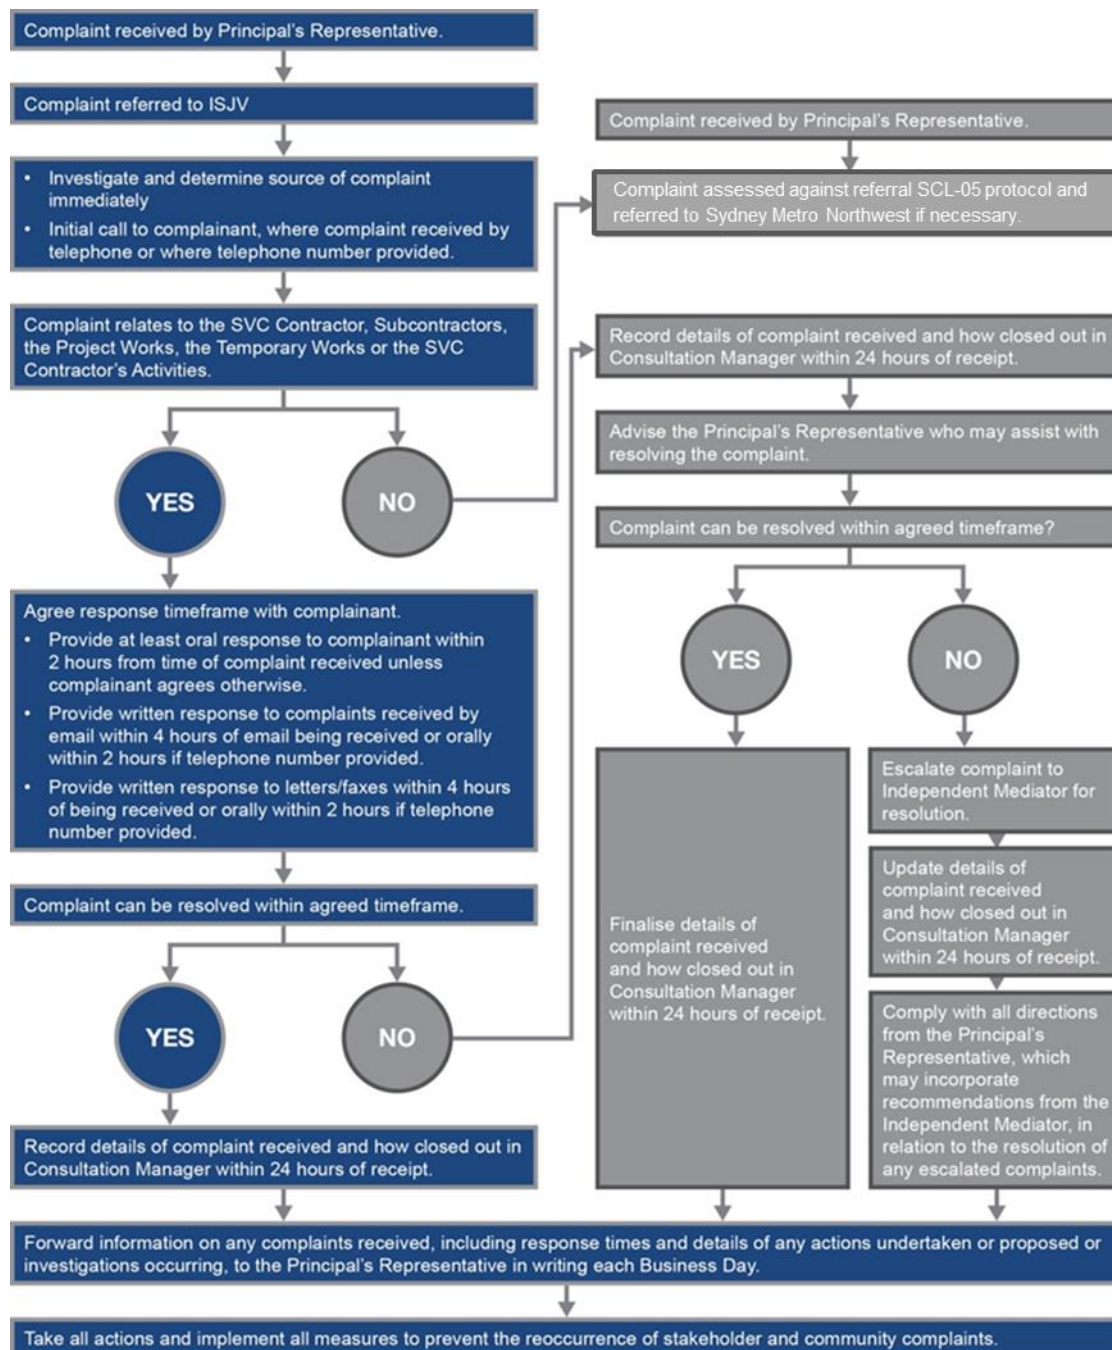 Complaint received by Principal's Representative.
Complaint referred to ISJV
• Investigate and determine source of complaint
immediately
• Initial call to complainant, where complaint received by
telephone or where telephone number provided.
Complaint relates to the SVC Contractor, Subcontractors,
the Project Works, the Temporary Works or the SVC
Contractor's Activities.
YES
NO
Complaint received by Principal's Representative.
Complaint assessed against referral SCL-05 protocol and
referred to Sydney Metro Northwest if necessary.
Agree response timeframe with complainant.
• Provide at least oral response to complainant within
2 hours from time of complaint received unless
complainant agrees otherwise.
• Provide written response to complaints received by
email within 4 hours of email being received or orally
within 2 hours if telephone number provided.
• Provide written response to letters/faxes within 4 hours
of being received or orally within 2 hours if telephone
number provided.
Complaint can be resolved within agreed timeframe.
YES
NO
Record details of complaint received and how closed out in
Consultation Manager within 24 hours of receipt.
Record details of complaint received and how closed out in
Consultation Manager within 24 hours of receipt.
Advise the Principal's Representative who may assist with
resolving the complaint.
Complaint can be resolved within agreed timeframe?
YES
NO
Finalise details of
complaint received
and how closed out in
Consultation Manager
within 24 hours of receipt.
Escalate complaint to
Independent Mediator for
resolution.
Update details of
complaint received
and how closed out in
Consultation Manager
within 24 hours of receipt.
Comply with all directions
from the Principal's
Representative, which
may incorporate
recommendations from the
Independent Mediator, in
relation to the resolution of
any escalated complaints.
Forward information on any complaints received, including response times and details of any actions undertaken or proposed or
investigations occurring, to the Principal's Representative in writing each Business Day.
Take all actions and implement all measures to prevent the reoccurrence of stakeholder and community complaints.